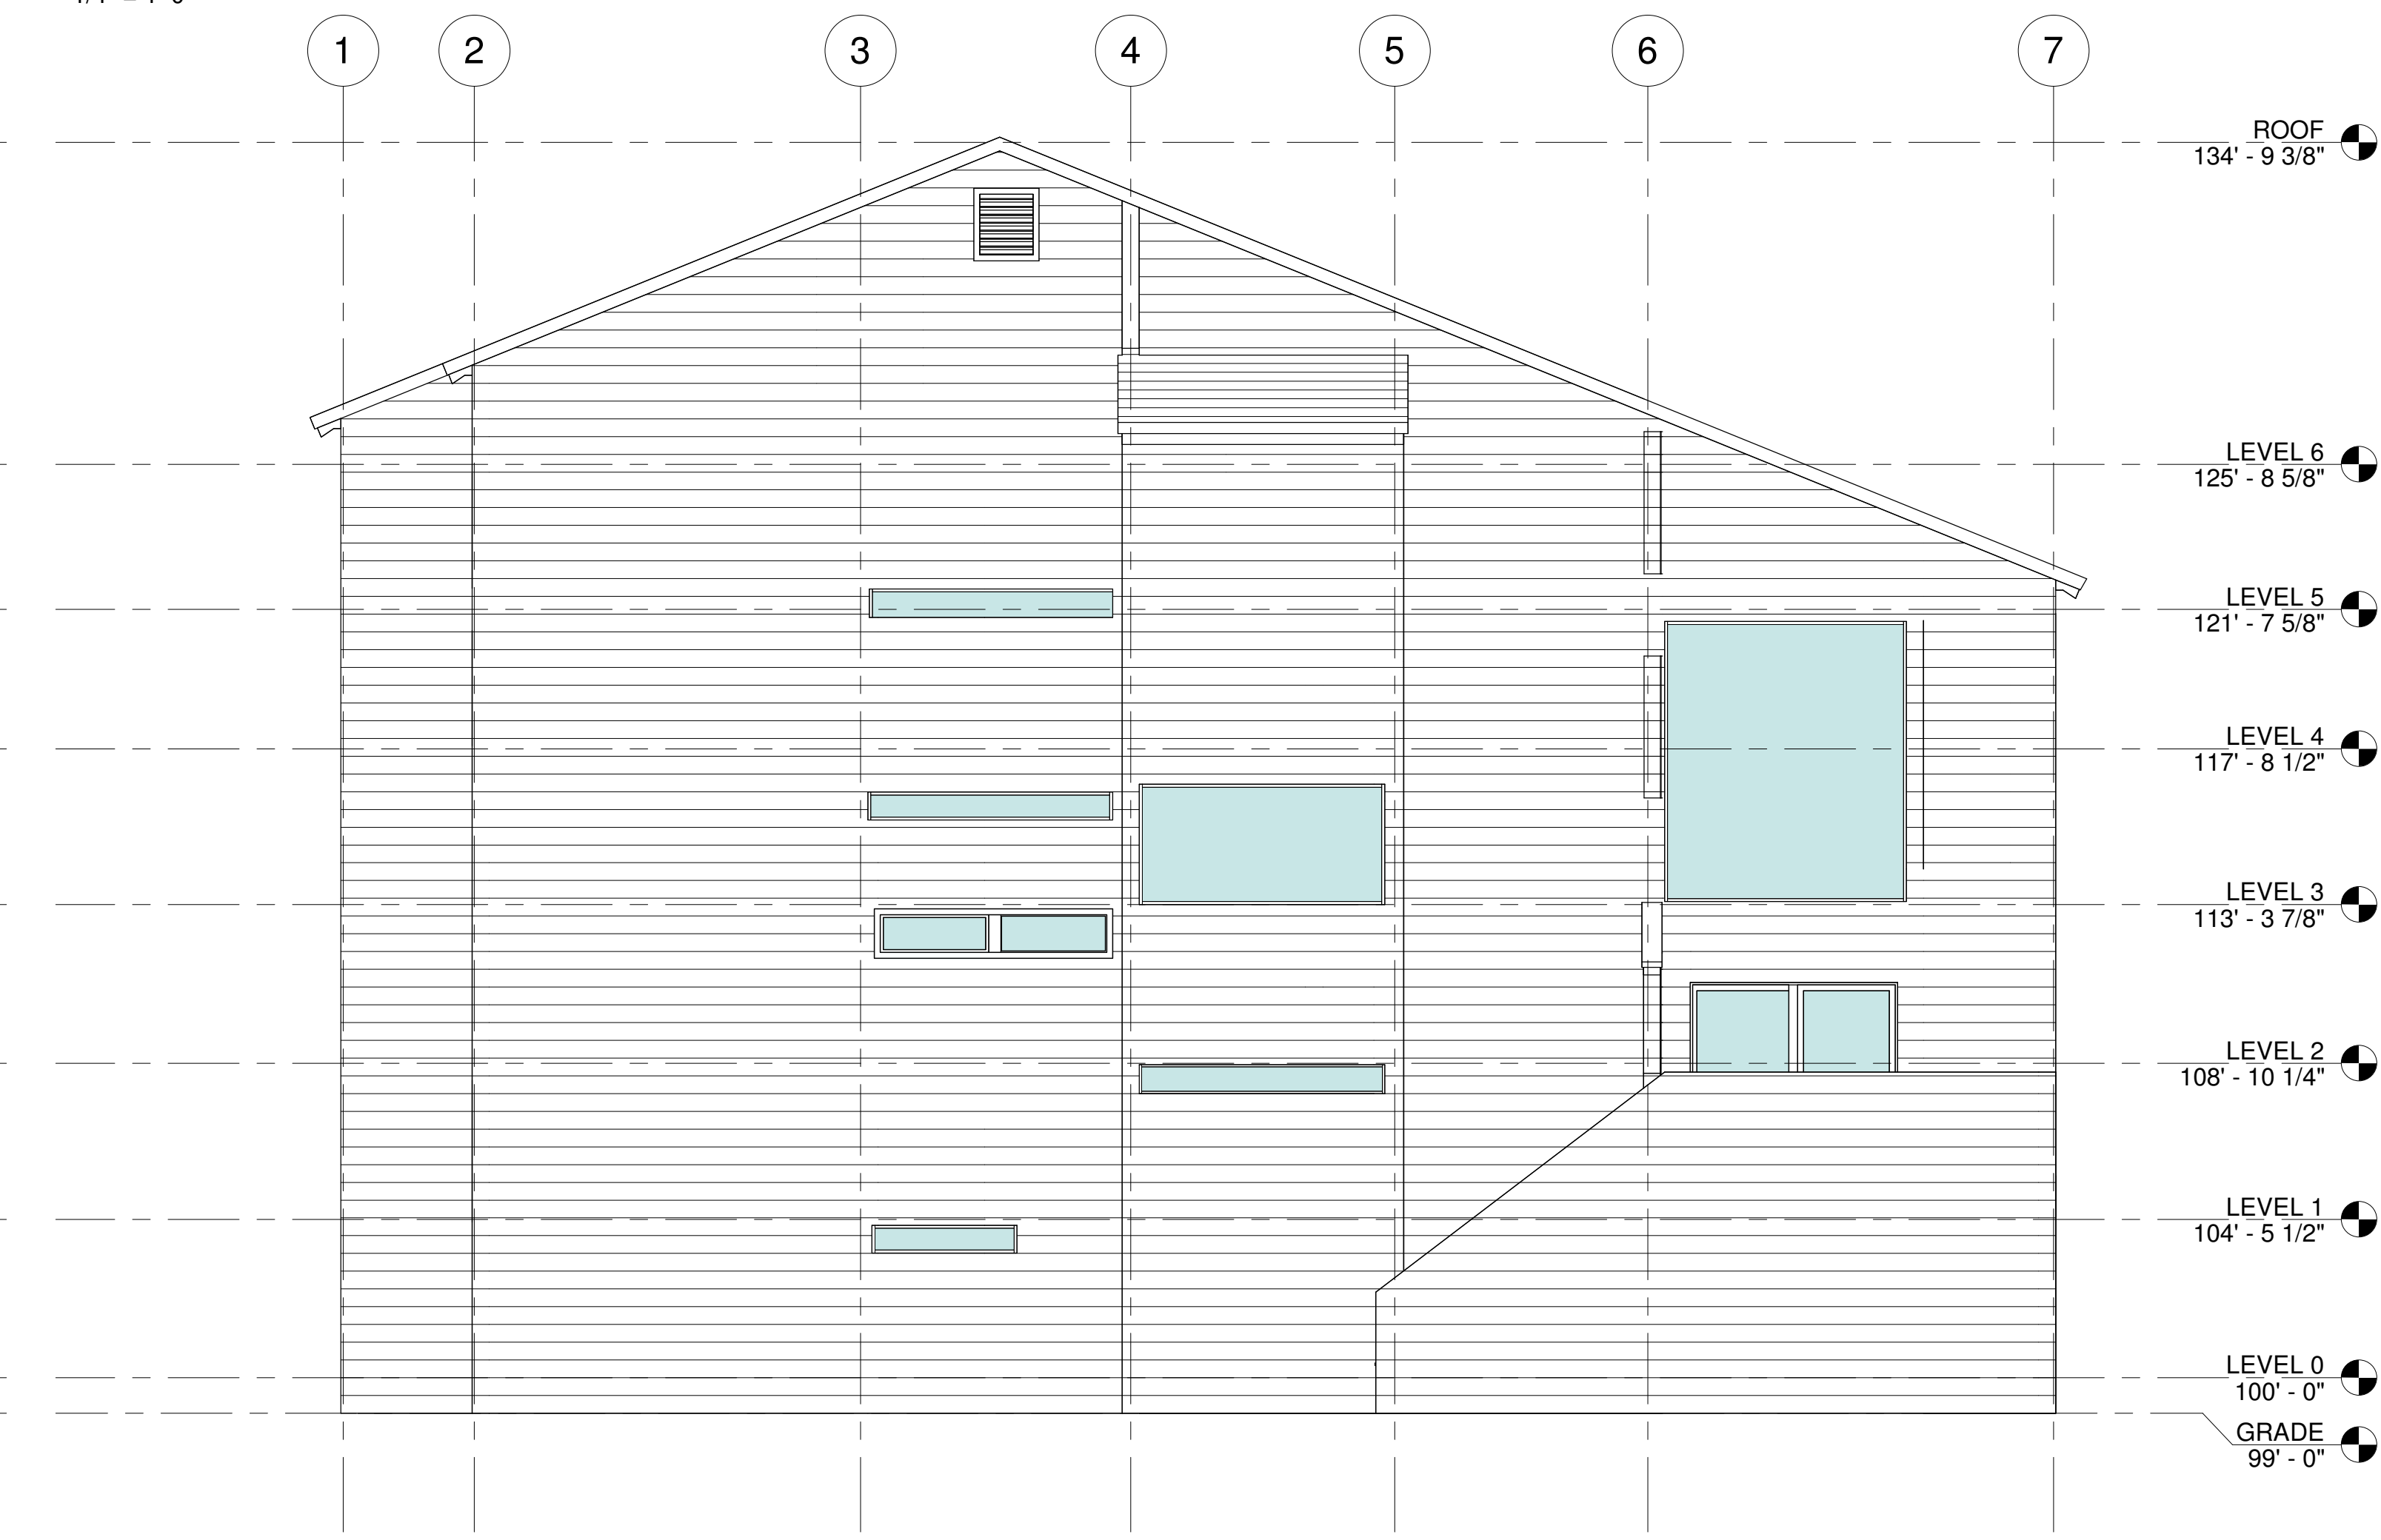 1 2 3 4 5 6 7
ROOF
134' - 9 3/8"
LEVEL 6
125' - 8 5/8"
LEVEL 5
121' - 7 5/8"
LEVEL 4
117' - 8 1/2"
LEVEL 3
113' - 3 7/8"
LEVEL 2
108' - 10 1/4"
LEVEL 1
104' - 5 1/2"
LEVEL 0
100' - 0"
GRADE
99' - 0"